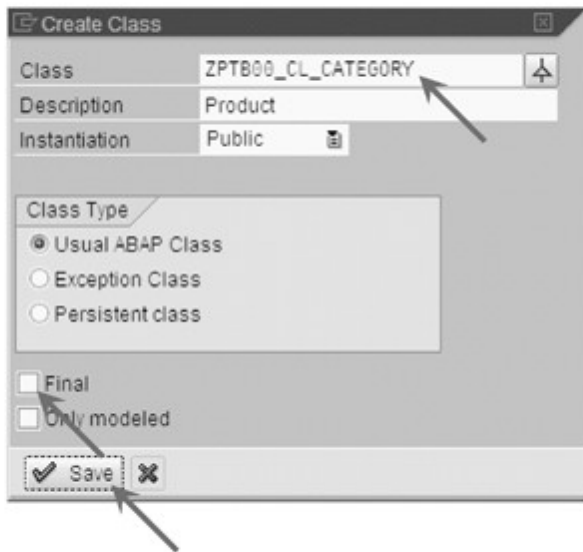 Create Class
Class ZPTB00_CL_CATEGORY
Description Product
Instantiation Public
Class Type
Usual ABAP Class
Exception Class
Persistent class
Final
Only modeled
Save